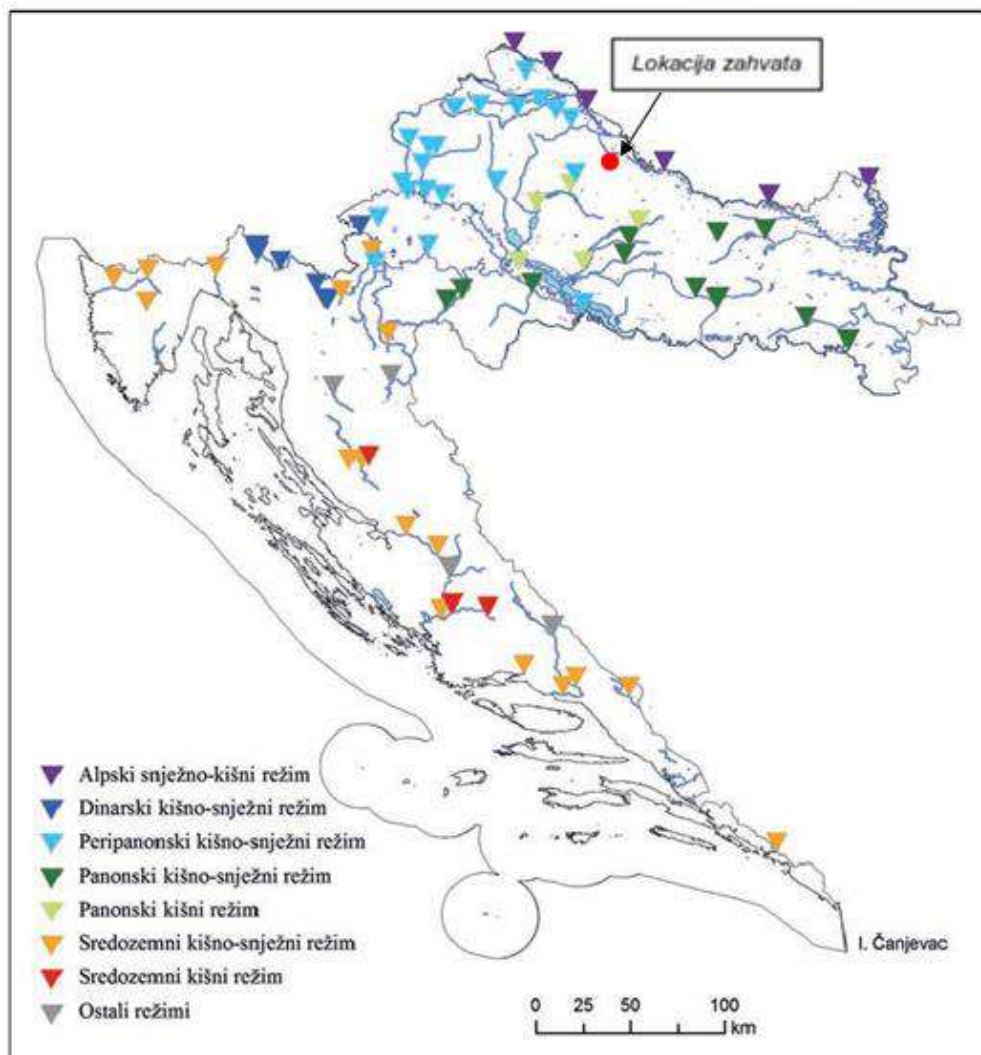 Lokacija zahvata
Alpski snježno-kišni režim
Dinarski kišno-snježni režim
Peripanonski kišno-snježni režim
Panonski kišno-snježni režim
Panonski kišni režim
Sredozemni kišno-snježni režim
Sredozemni kišni režim
Ostali režimi
I. Čanjevac
0 25 50 100
km